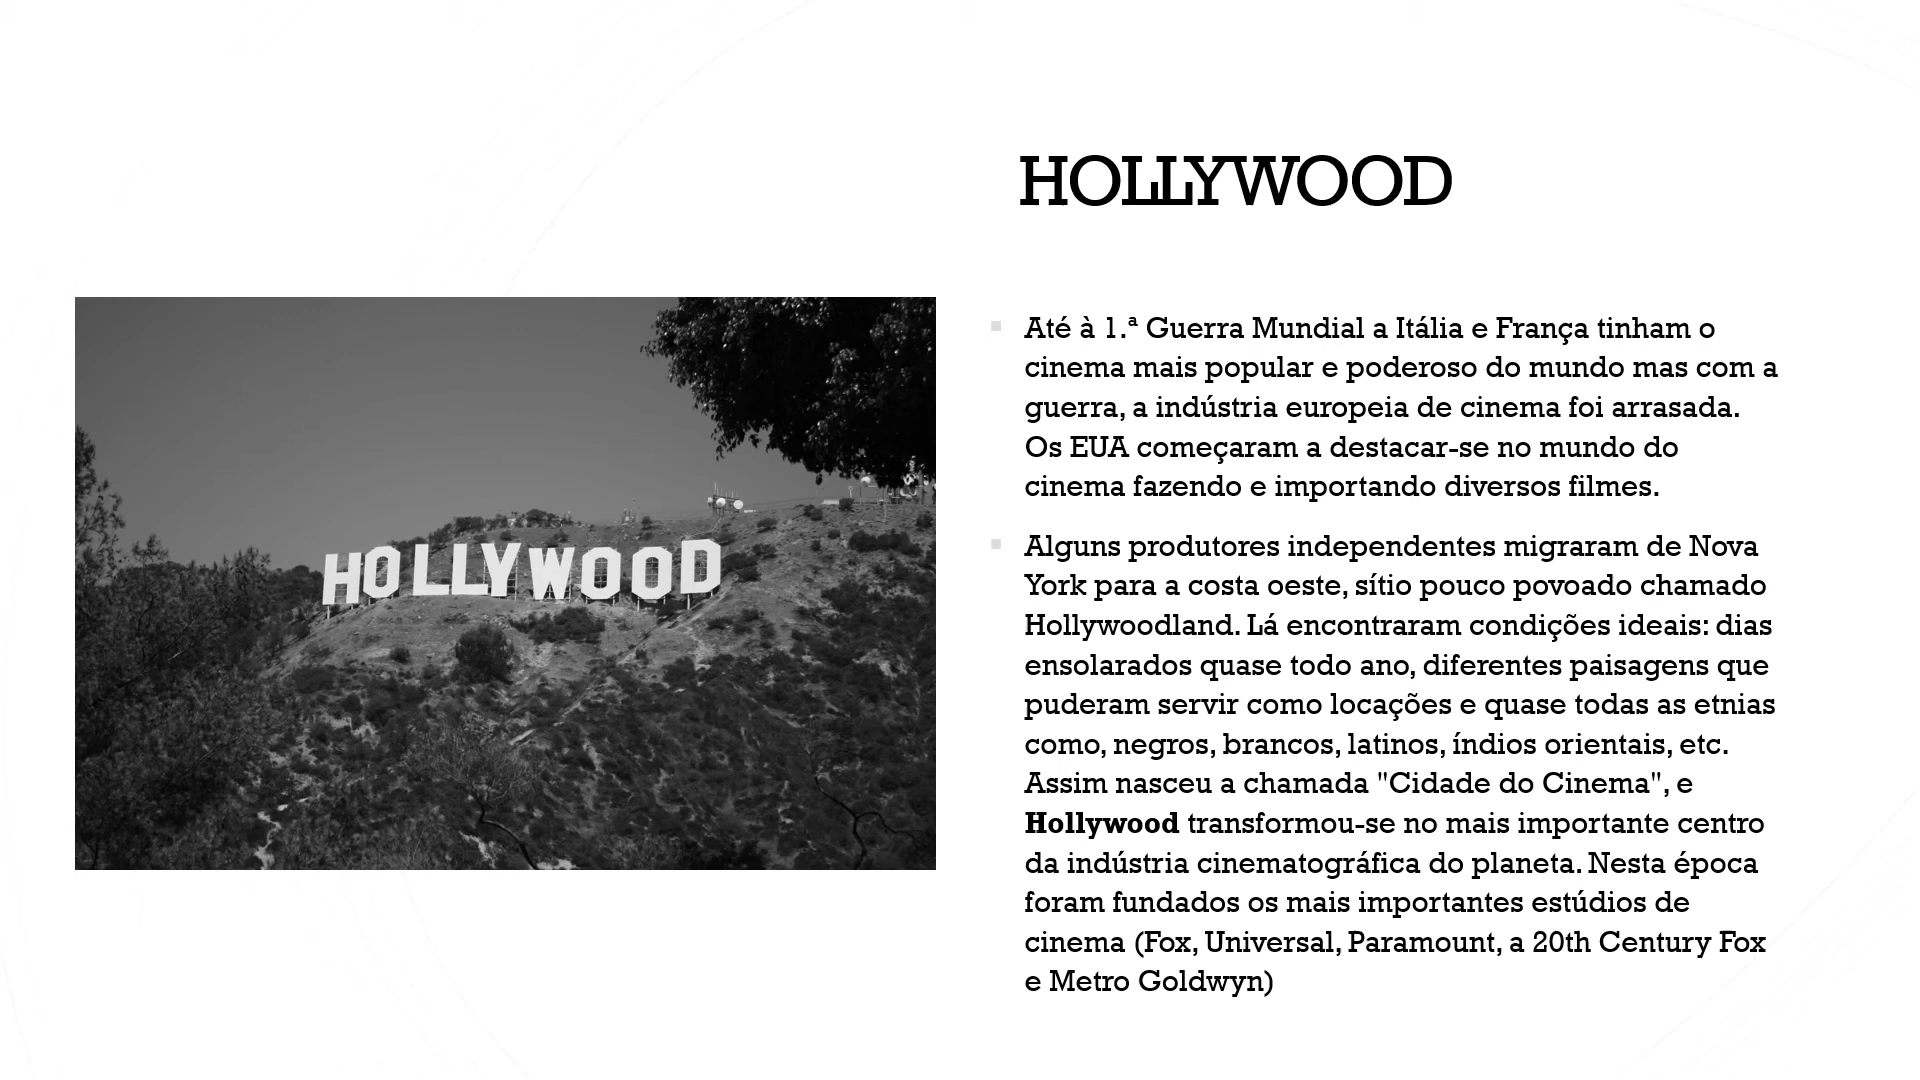 HOLLYWOOD
HOLLYWOOD
Até à 1.ª Guerra Mundial a Itália e França tinham o
cinema mais popular e poderoso do mundo mas com a
guerra, a indústria europeia de cinema foi arrasada.
Os EUA começaram a destacar-se no mundo do
cinema fazendo e importando diversos filmes.
Alguns produtores independentes migraram de Nova
York para a costa oeste, sítio pouco povoado chamado
Hollywoodland. Lá encontraram condições ideais: dias
ensolarados quase todo ano, diferentes paisagens que
puderam servir como locações e quase todas as etnias
como, negros, brancos, latinos, índios orientais, etc.
Assim nasceu a chamada "Cidade do Cinema", e
Hollywood transformou-se no mais importante centro
da indústria cinematográfica do planeta. Nesta época
foram fundados os mais importantes estúdios de
cinema (Fox, Universal, Paramount, a 20th Century Fox
e Metro Goldwyn)